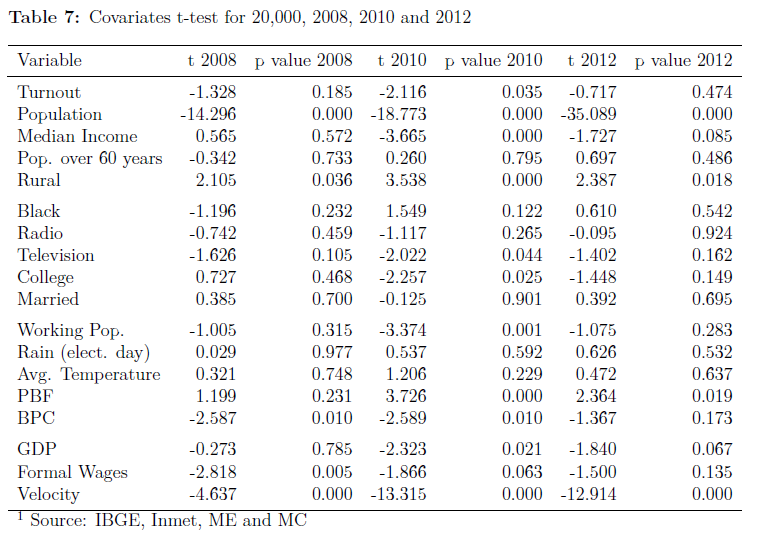 Table 7: Covariates t-test for 20,000, 2008, 2010 and 2012
Variable t 2008 p value 2008 t 2010 p value 2010 t 2012 p value 2012
Turnout -1.328 0.185 -2.116 0.035 -0.717 0.474
Population -14.296 0.000 -18.773 0.000 -35.089 0.000
Median Income 0.565 0.572 -3.665 0.000 -1.727 0.085
Pop. over 60 years -0.342 0.733 0.260 0.795 0.697 0.486
Rural 2.105 0.036 3.538 0.000 2.387 0.018
Black -1.196 0.232 1.549 0.122 0.610 0.542
Radio -0.742 0.459 -1.117 0.265 -0.095 0.924
Television -1.626 0.105 -2.022 0.044 -1.402 0.162
College 0.727 0.468 -2.257 0.025 -1.448 0.149
Married 0.385 0.700 -0.125 0.901 0.392 0.695
Working Pop. -1.005 0.315 -3.374 0.001 -1.075 0.283
Rain (elect. day) 0.029 0.977 0.537 0.592 0.626 0.532
Avg. Temperature 0.321 0.748 1.206 0.229 0.472 0.637
PBF 1.199 0.231 3.726 0.000 2.364 0.019
BPC -2.587 0.010 -2.589 0.010 -1.367 0.173
GDP -0.273 0.785 -2.323 0.021 -1.840 0.067
Formal Wages -2.818 0.005 -1.866 0.063 -1.500 0.135
Velocity -4.637 0.000 -13.315 0.000 -12.914 0.000
1 Source: IBGE, Inmet, ME and MC